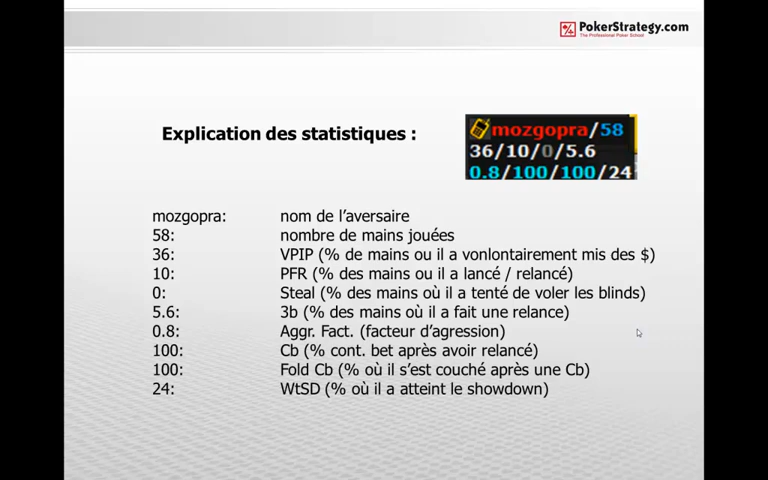 PokerStrategy.com
The Professional Poker School
Explication des statistiques :
mozgopra/58
36/10/0/5.6
0.8/100/100/24
mozgopra: nom de l'aversaire
58: nombre de mains jouées
36: VPIP (% de mains ou il a vonlontairement mis des $)
10: PFR (% des mains ou il a lancé / relancé)
0: Steal (% des mains où il a tenté de voler les blinds)
5.6: 3b (% des mains où il a fait une relance)
0.8: Aggr. Fact. (facteur d'agression)
100: Cb (% cont. bet après avoir relancé)
100: Fold Cb (% où il s'est couché après une Cb)
24: WtSD (% où il a atteint le showdown)